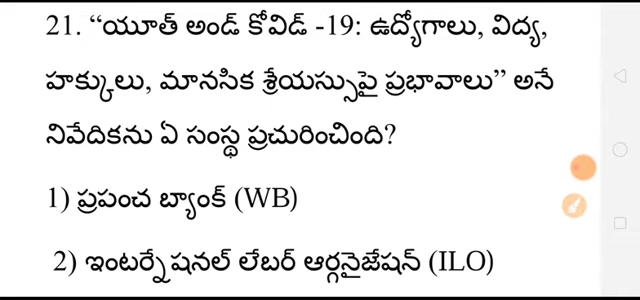 21. “యూత్ అండ్ కోవిడ్ -19: ఉద్యోగాలు, విద్య,
హక్కులు, మానసిక శ్రేయస్సుపై ప్రభావాలు” అనే
నివేదికను ఏ సంస్థ ప్రచురించింది?
1) ప్రపంచ బ్యాంక్ (WB)
2) ఇంటర్నేషనల్ లేబర్ ఆర్గనైజేషన్ (ILO)